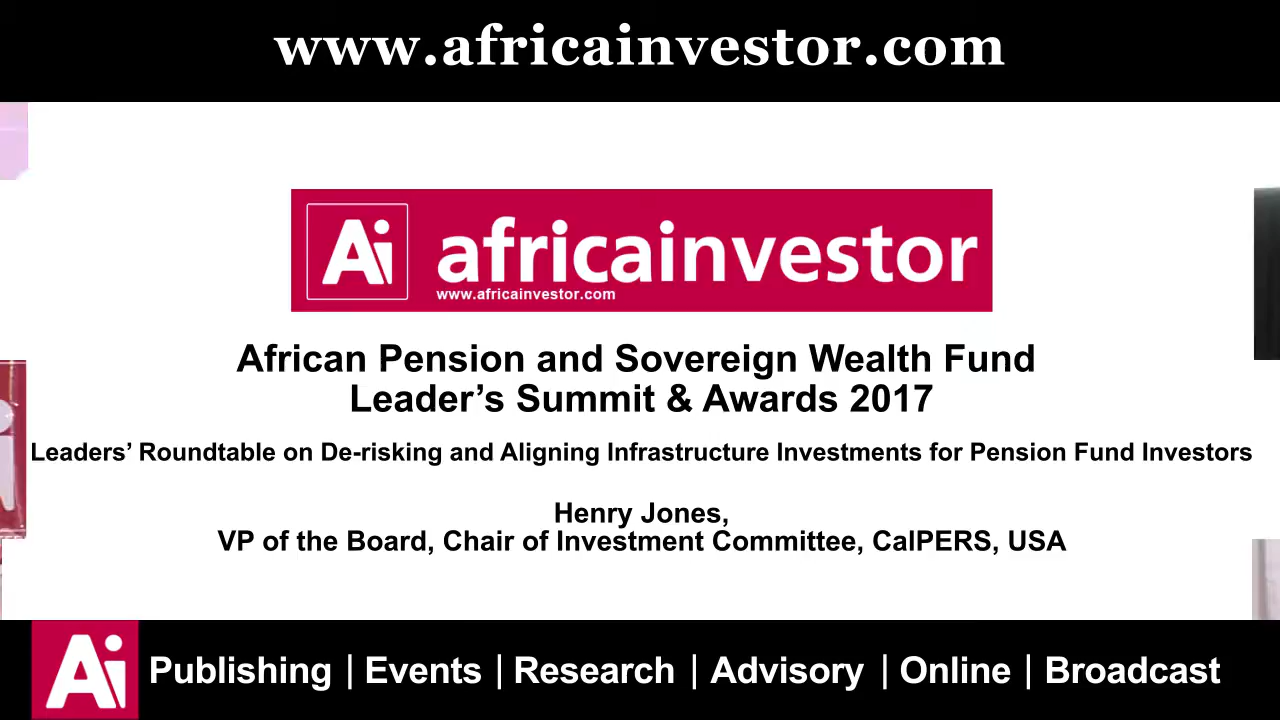 www.africainvestor.com
Ai africainvestor
www.africainvestor.com
African Pension and Sovereign Wealth Fund
Leader’s Summit & Awards 2017
Leaders’ Roundtable on De-risking and Aligning Infrastructure Investments for Pension Fund Investors
Henry Jones,
VP of the Board, Chair of Investment Committee, CalPERS, USA
Ai Publishing | Events | Research | Advisory | Online | Broadcast